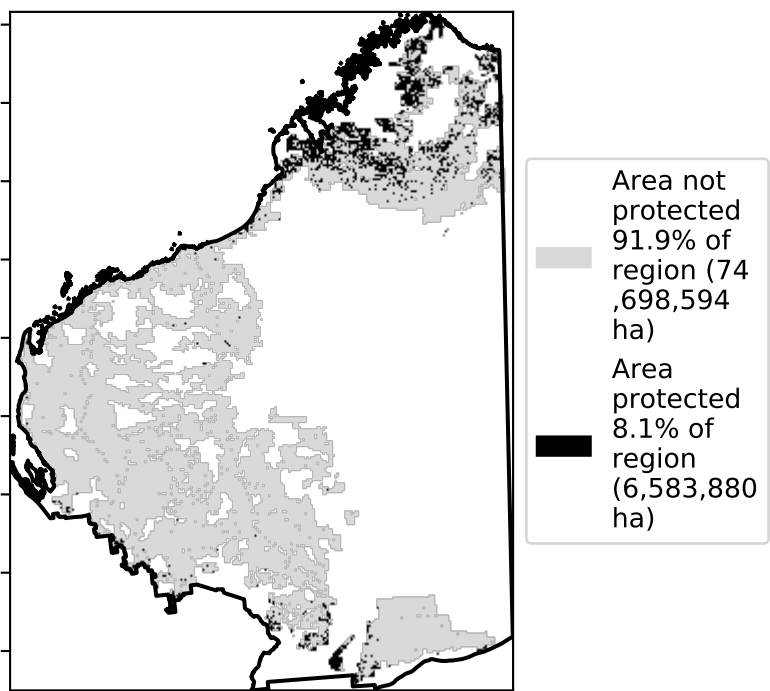 Area not
protected
91.9% of
region (74
,698,594
ha)
Area
protected
8.1% of
region
(6,583,880
ha)